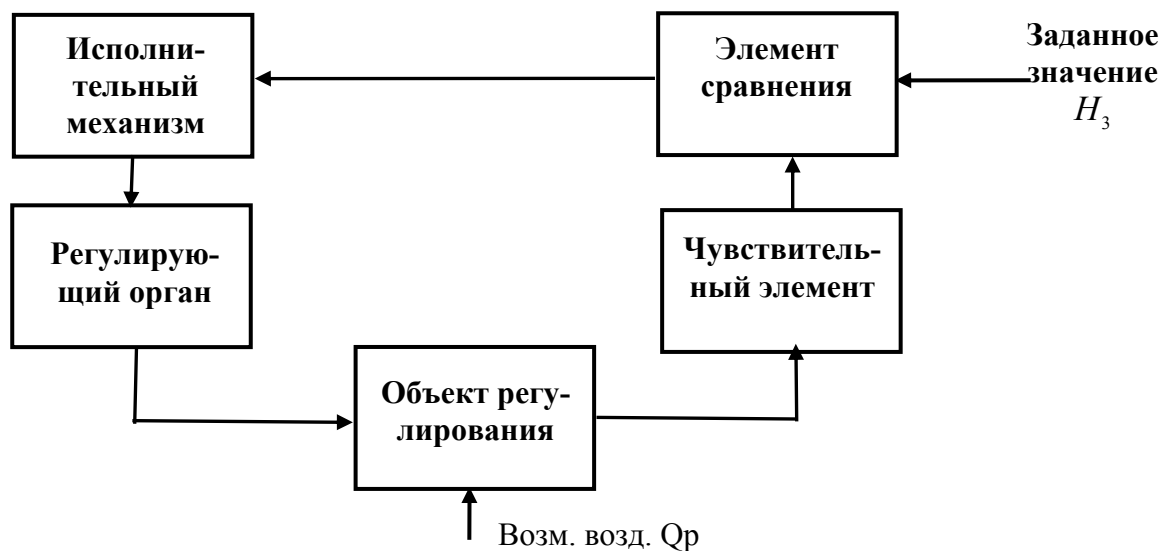 Исполни-
тельный
механизм
Элемент
сравнения
Заданное
значение
H₃
Регулирую-
щий орган
Чувствитель-
ный элемент
Объект регу-
лирования
Возм. возд. Qр